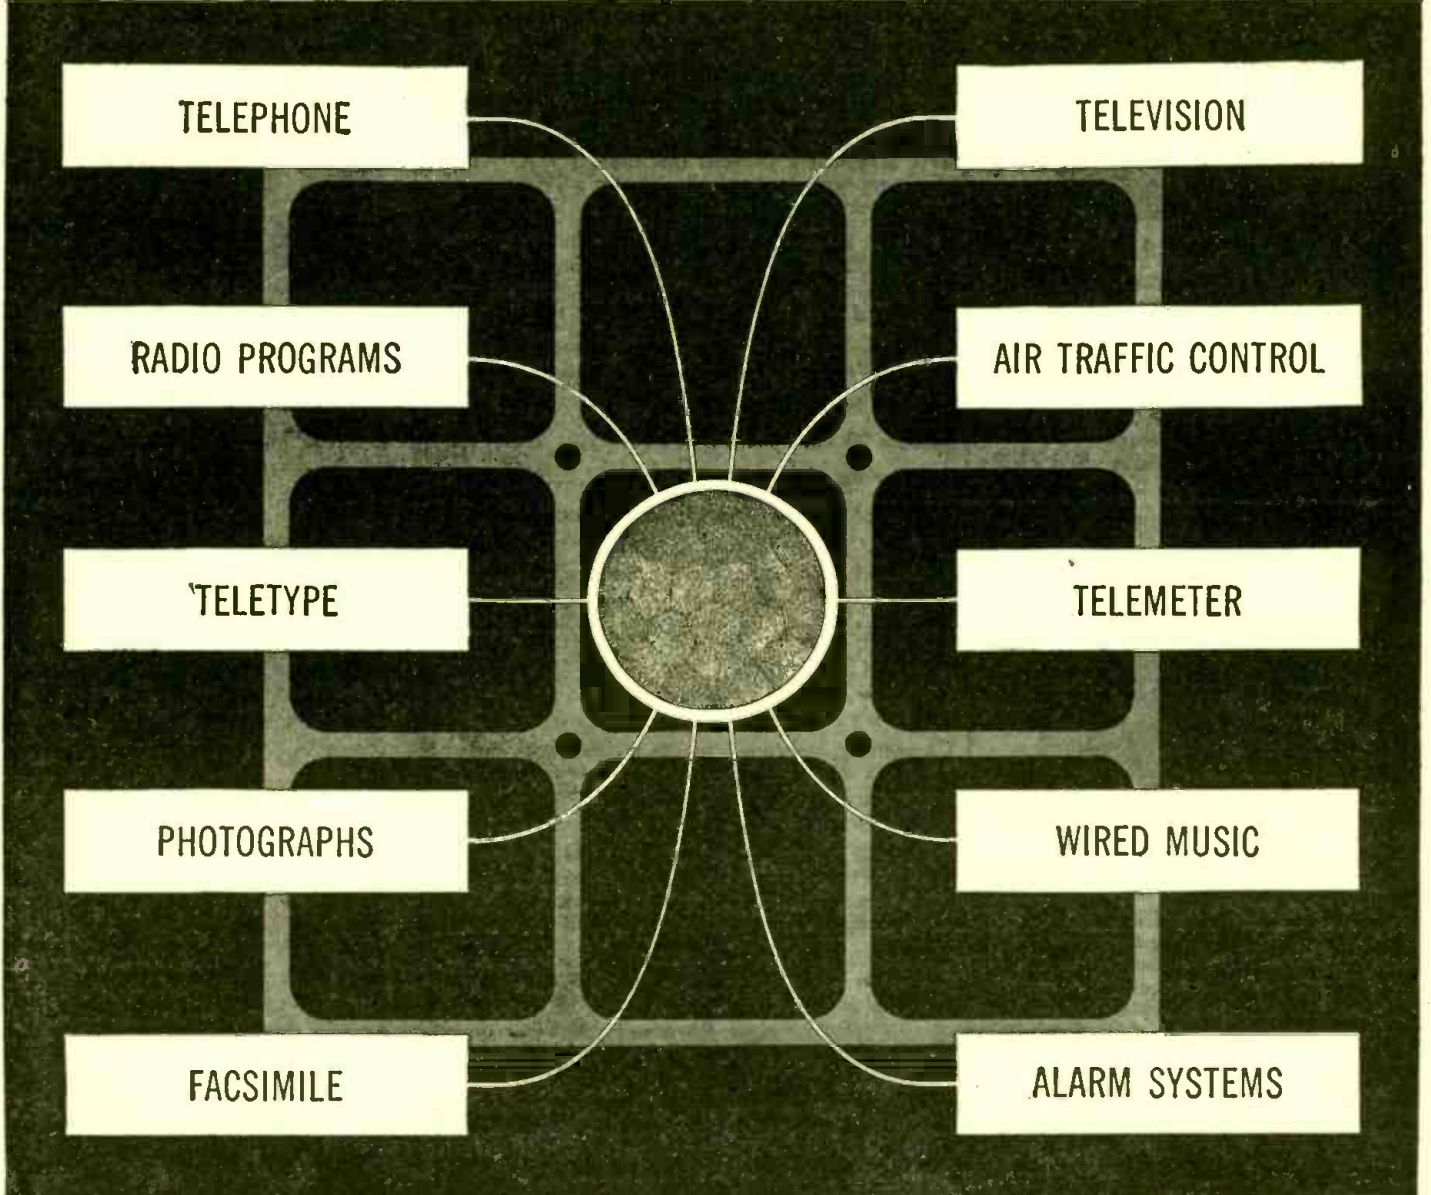 TELEPHONE
TELEVISION
RADIO PROGRAMS
AIR TRAFFIC CONTROL
TELETYPE
TELEMETER
PHOTOGRAPHS
WIRED MUSIC
FACSIMILE
ALARM SYSTEMS